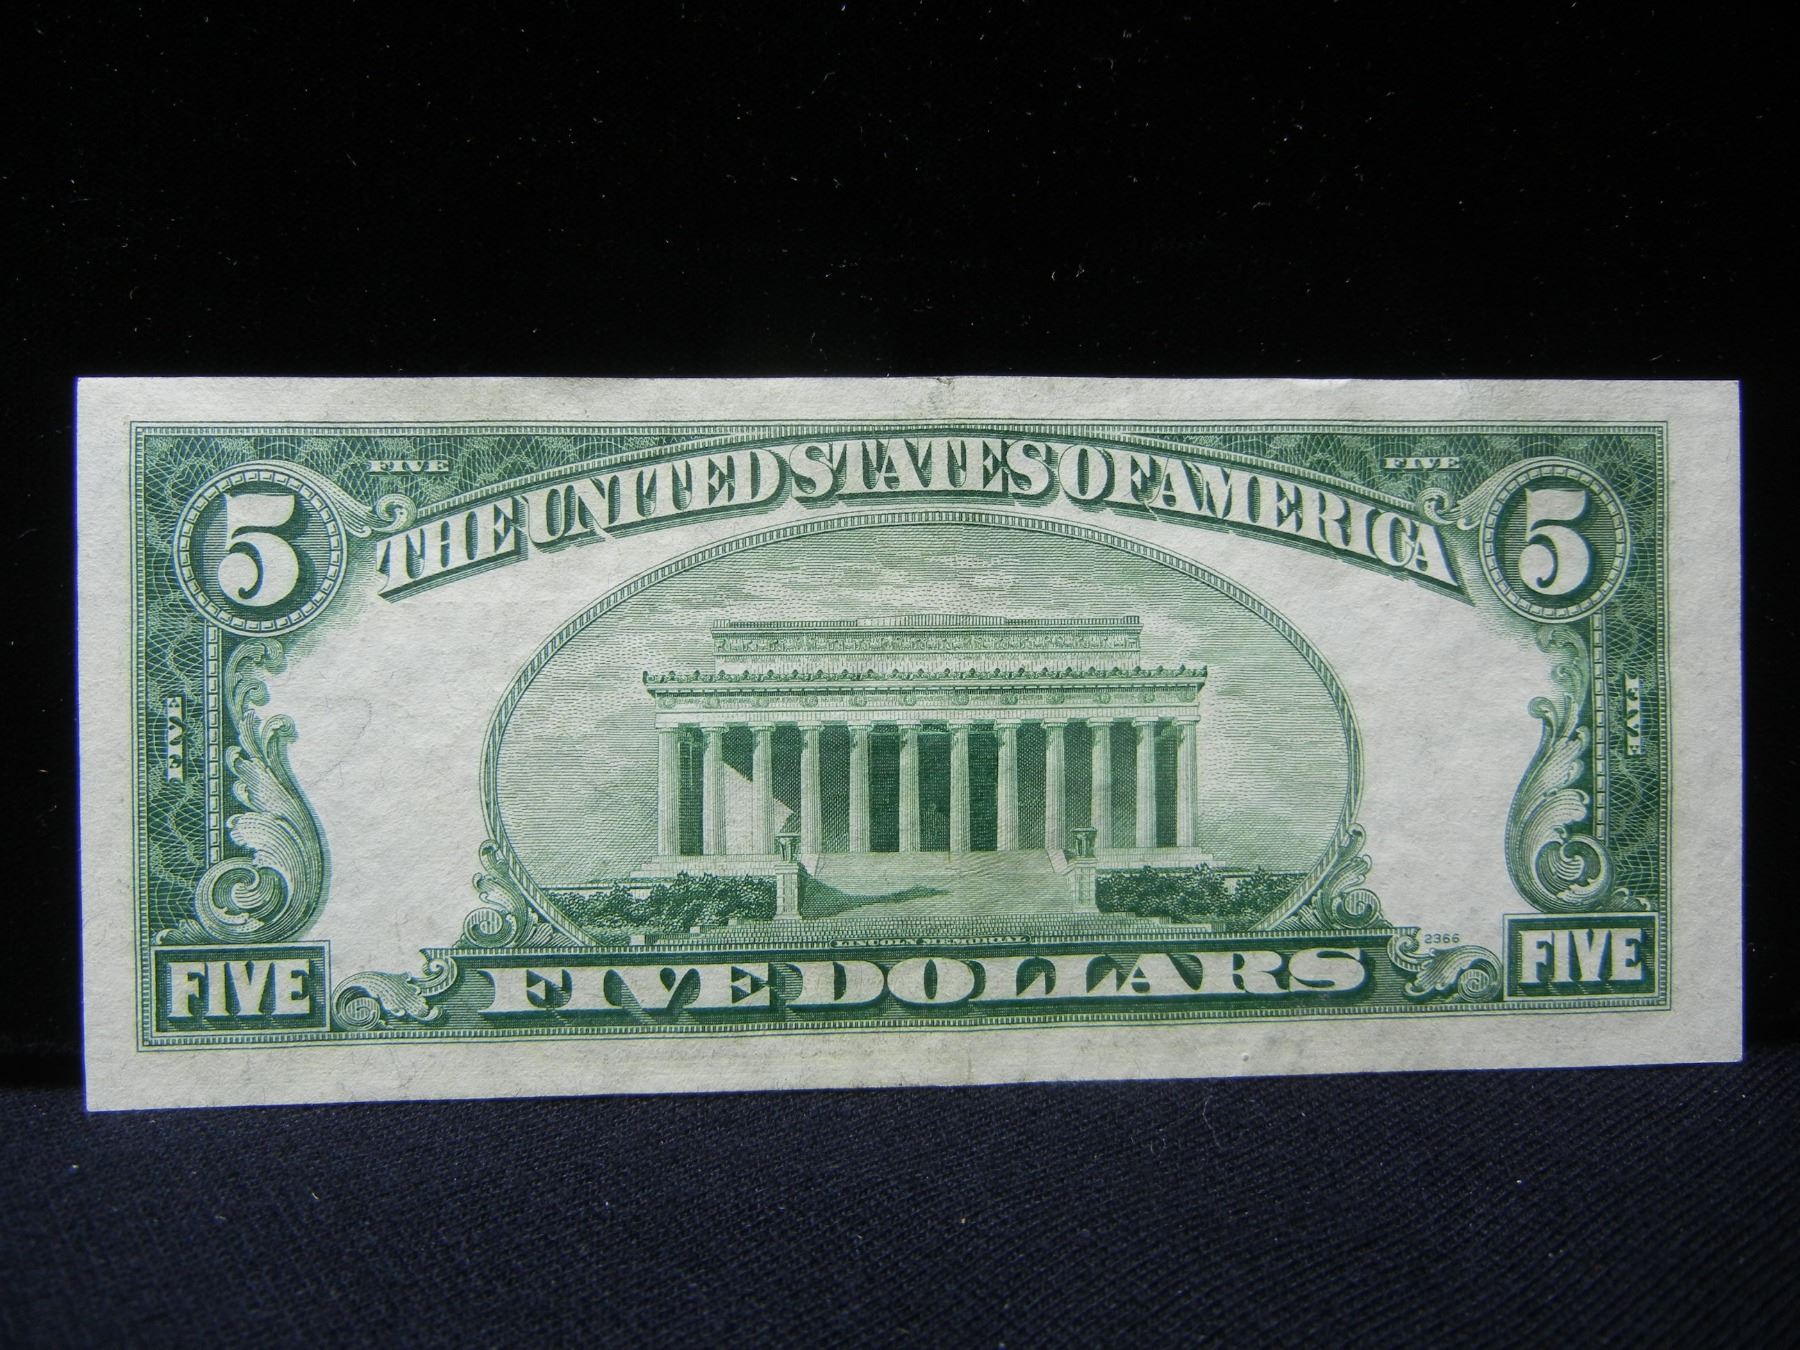 FIVE FIVE
5 THE UNITED STATES OF AMERICA 5
FIVE FIVE
LINCOLN MEMORIAL
2366
FIVE FIVE DOLLARS FIVE